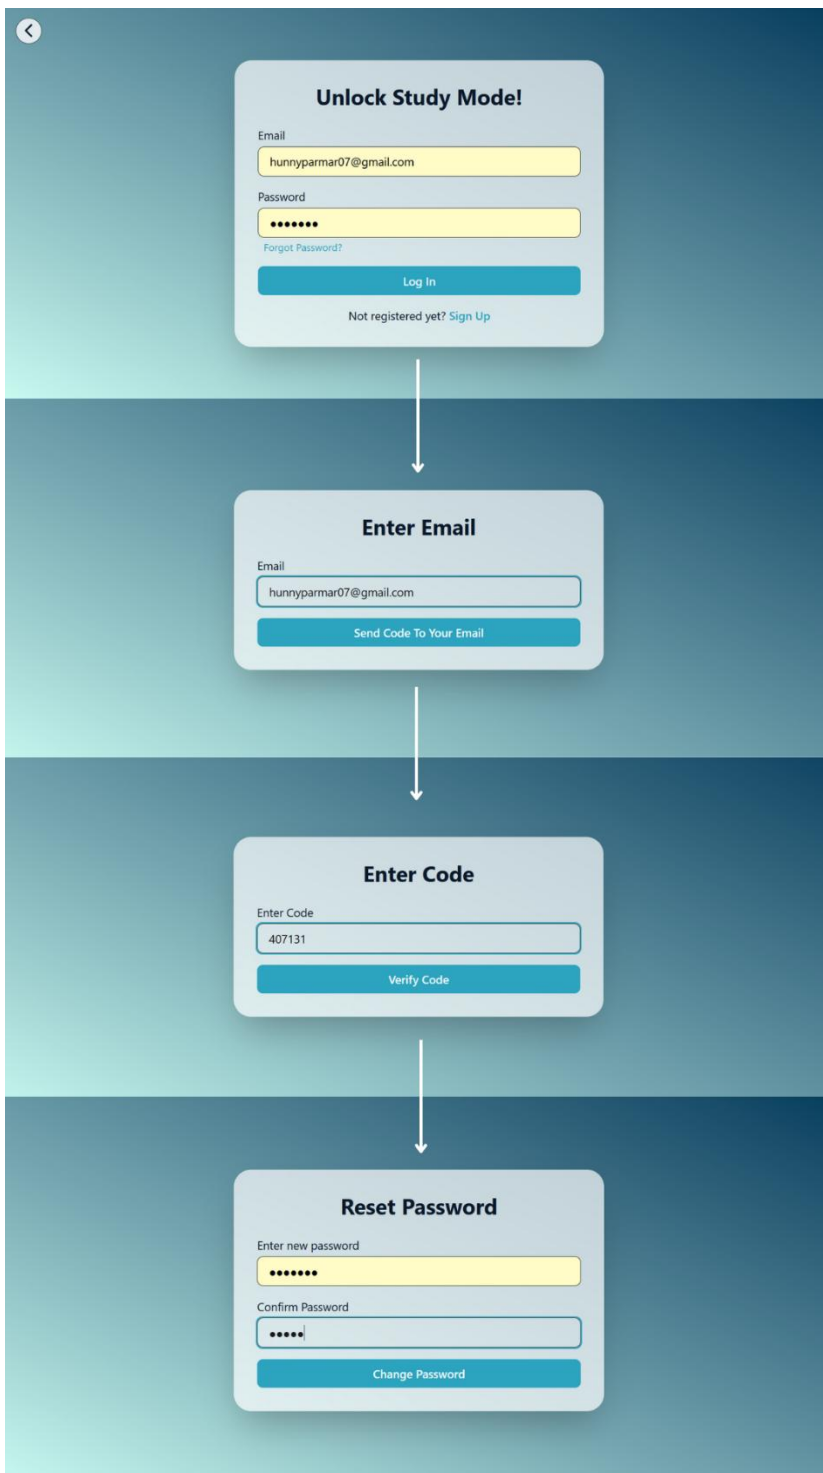 Unlock Study Mode!
Email
hunnyparmar07@gmail.com
Password
•••••••
Forgot Password?
Log In
Not registered yet? Sign Up
Enter Email
Email
hunnyparmar07@gmail.com
Send Code To Your Email
Enter Code
Enter Code
407131
Verify Code
Reset Password
Enter new password
•••••••
Confirm Password
•••••
Change Password